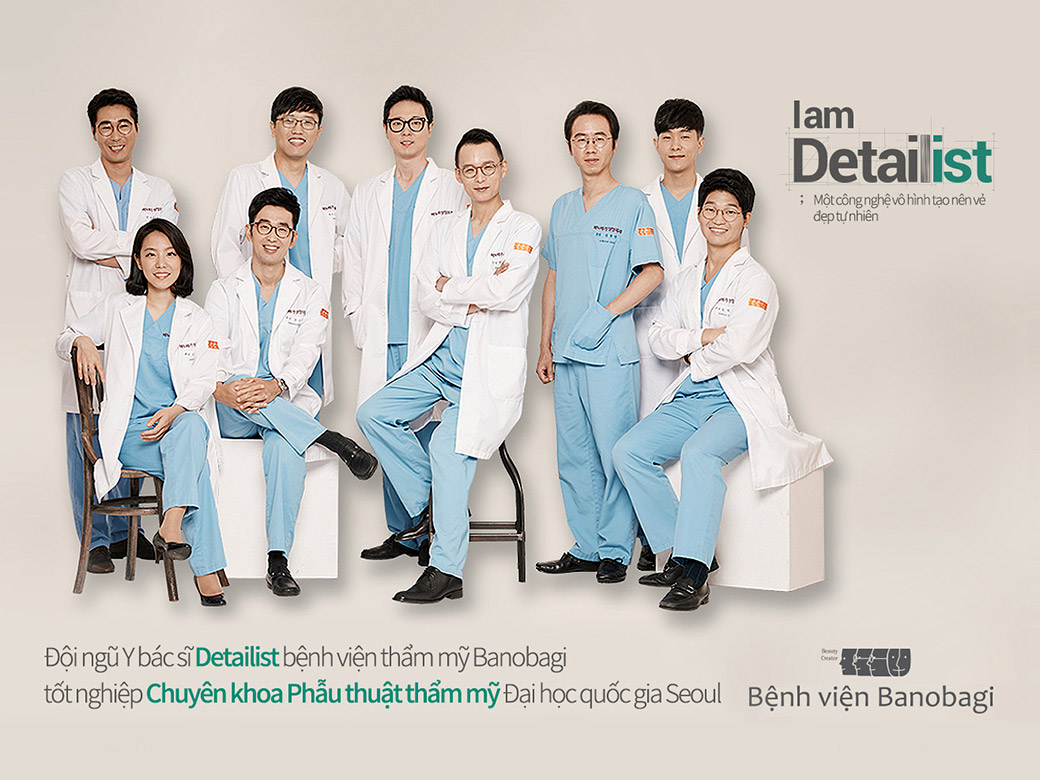 I am
Detailist
; Một công nghệ vô hình tạo nên vẻ
đẹp tự nhiên
Đội ngũ Y bác sĩ Detailist bệnh viện thẩm mỹ Banobagi
tốt nghiệp Chuyên khoa Phẫu thuật thẩm mỹ Đại học quốc gia Seoul
Beauty
Creator
Bệnh viện Banobagi